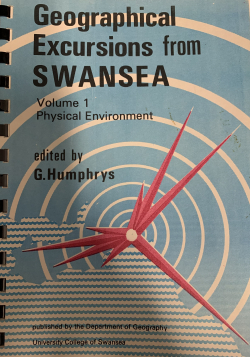 Geographical
Excursions from
SWANSEA
Volume 1
Physical Environment
edited by
G.Humphrys
published by the Department of Geography
University College of Swansea